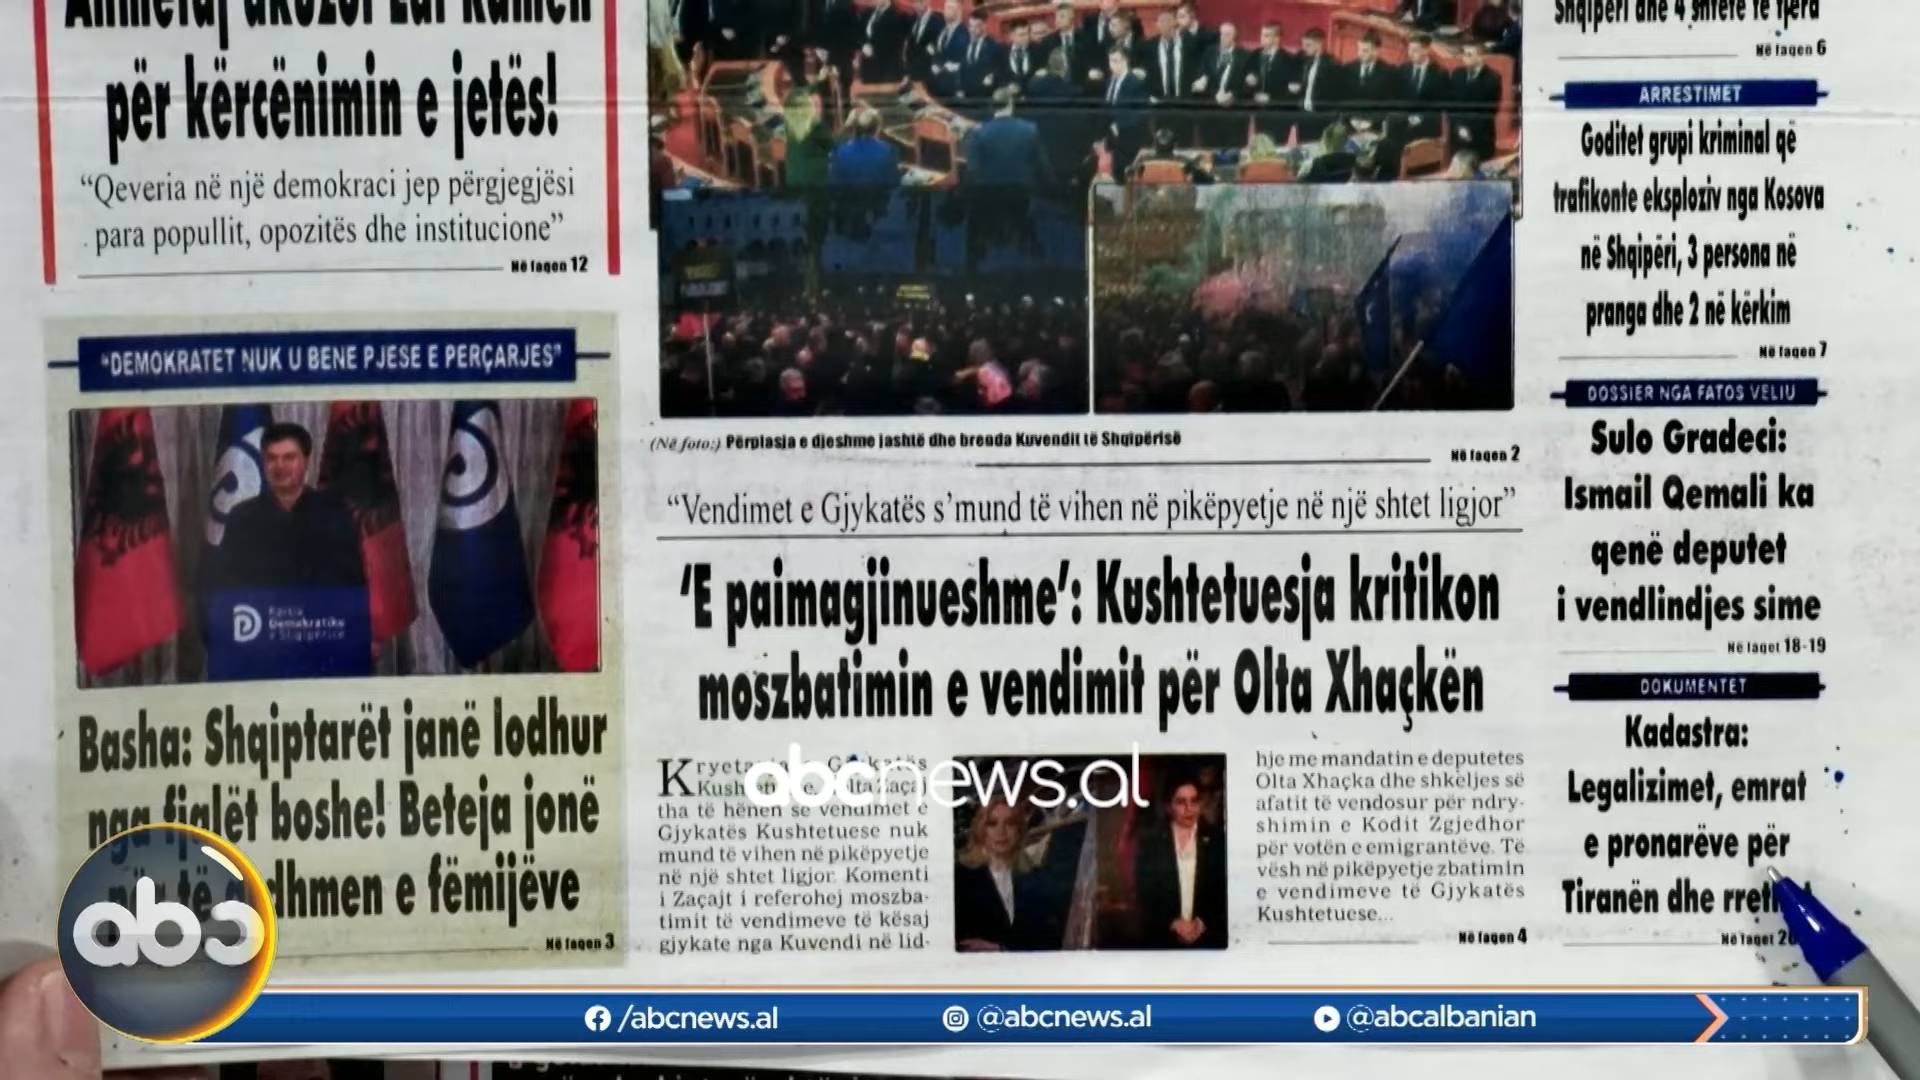 për kërcënimin e jetës!
“Qeveria në një demokraci jep përgjegjësi
para popullit, opozitës dhe institucione”
Në faqen 12
“DEMOKRATET NUK U BENE PJESE E PERÇARJES”
Partia
Demokratike
e Shqipërisë
Basha: Shqiptarët janë lodhur
nga fjalët boshe! Beteja jonë
e fëmijëve
Në faqen 3
(Në foto:) Përplasja e djeshme jashtë dhe brenda Kuvendit të Shqipërisë
Në faqen 2
“Vendimet e Gjykatës s’mund të vihen në pikëpyetje në një shtet ligjor”
‘E paimagjinueshme’: Kushtetuesja kritikon
moszbatimin e vendimit për Olta Xhaçkën
tha të hënën se vendimet e
Gjykatës Kushtetuese nuk
mund të vihen në pikëpyetje
në një shtet ligjor. Komenti
i Zaçajt i referohej moszba-
timit të vendimeve të kësaj
gjykate nga Kuvendi në lid-
hje me mandatin e deputetes
Olta Xhaçka dhe shkeljes së
afatit të vendosur për ndry-
shimin e Kodit Zgjedhor
për votën e emigrantëve. Të
vësh në pikëpyetje zbatimin
e vendimeve të Gjykatës
Kushtetuese...
Në faqen 4
Shqipëri dhe 4 shtete të tjera
Në faqen 6
ARRESTIMET
Goditet grupi kriminal që
trafikonte eksploziv nga Kosova
në Shqipëri, 3 persona në
pranga dhe 2 në kërkim
Në faqen 7
DOSSIER NGA FATOS VELIU
Sulo Gradeci:
Ismail Qemali ka
qenë deputet
i vendlindjes sime
Në faqet 18-19
DOKUMENTET
Kadastra:
Legalizimet, emrat
e pronarëve për
Tiranën dhe
Në faqet
abcnews.al
abc
/abcnews.al
@abcnews.al
@abcalbanian